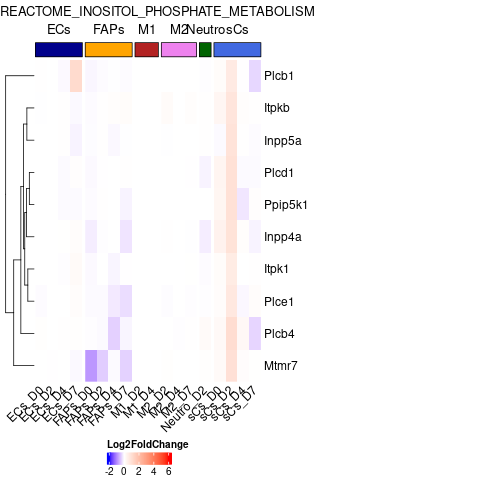 REACTOME_INOSITOL_PHOSPHATE_METABOLISM
ECs FAPs M1 M2 Neutro sCs
Plcb1
Itpkb
Inpp5a
Plcd1
Ppip5k1
Inpp4a
Itpk1
Plce1
Plcb4
Mtmr7
ECs_D0 ECs_D2 ECs_D4 ECs_D7 FAPs_D0 FAPs_D2 FAPs_D4 FAPs_D7 M1_D2 M1_D4 M2_D2 M2_D4 M2_D7 Neutro_D2 sCs_D0 sCs_D2 sCs_D4 sCs_D7
Log2FoldChange
-2 0 2 4 6